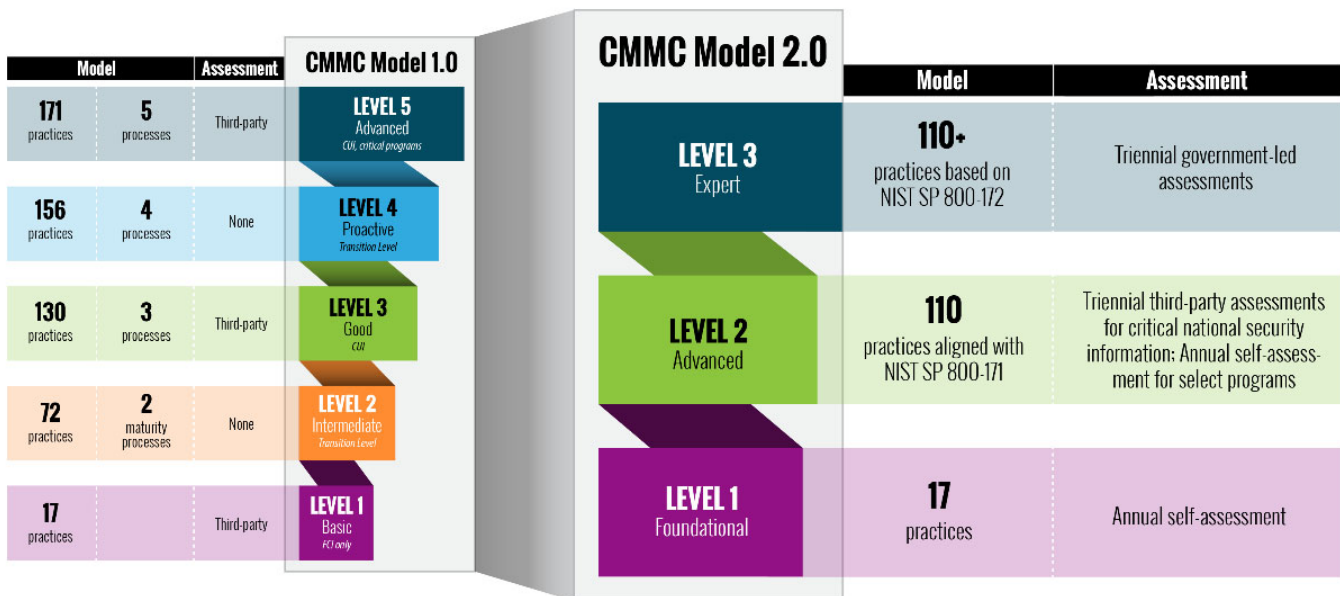 CMMC Model 1.0
Model Assessment
171 practices 5 processes Third-party
LEVEL 5
Advanced
CUI, critical programs
156 practices 4 processes None
LEVEL 4
Proactive
Transition Level
130 practices 3 processes Third-party
LEVEL 3
Good
CUI
72 practices 2 maturity processes None
LEVEL 2
Intermediate
Transition Level
17 practices Third-party
LEVEL 1
Basic
FCI only
CMMC Model 2.0
Model Assessment
LEVEL 3
Expert
110+
practices based on
NIST SP 800-172
Triennial government-led
assessments
LEVEL 2
Advanced
110
practices aligned with
NIST SP 800-171
Triennial third-party assessments
for critical national security
information; Annual self-assess-
ment for select programs
LEVEL 1
Foundational
17
practices
Annual self-assessment